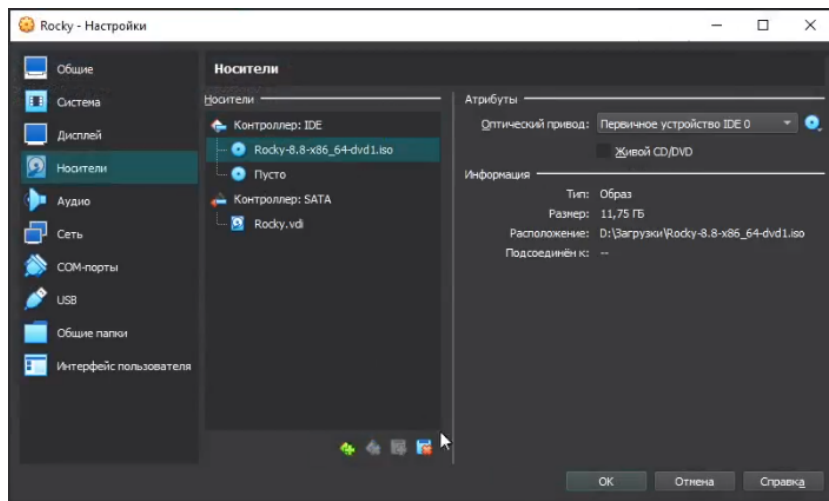 Rocky - Настройки
Общие
Система
Дисплей
Носители
Аудио
Сеть
COM-порты
USB
Общие папки
Интерфейс пользователя
Носители
Носители
Контроллер: IDE
Rocky-8.8-x86_64-dvd1.iso
Пусто
Контроллер: SATA
Rocky.vdi
Атрибуты
Оптический привод: Первичное устройство IDE 0
Живой CD/DVD
Информация
Тип: Образ
Размер: 11,75 ГБ
Расположение: D:\Загрузки\Rocky-8.8-x86_64-dvd1.iso
Подсоединён к: --
OK
Отмена
Справка